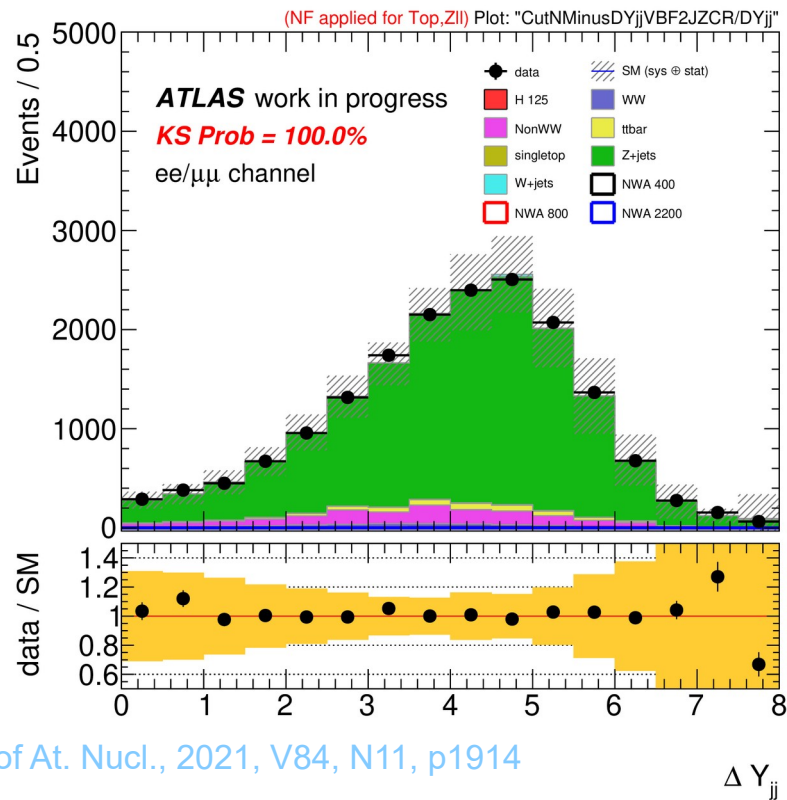 (NF applied for Top,Zll) Plot: "CutNMinusDYjjVBF2JZCR/DYjj"
Events / 0.5
5000
4000
3000
2000
1000
0
ATLAS work in progress
KS Prob = 100.0%
ee/μμ channel
data
SM (sys ⊕ stat)
H 125
WW
NonWW
ttbar
singletop
Z+jets
W+jets
NWA 400
NWA 800
NWA 2200
data / SM
1.4
1.2
1
0.8
0.6
0 1 2 3 4 5 6 7 8
of At. Nucl., 2021, V84, N11, p1914
Δ Yjj